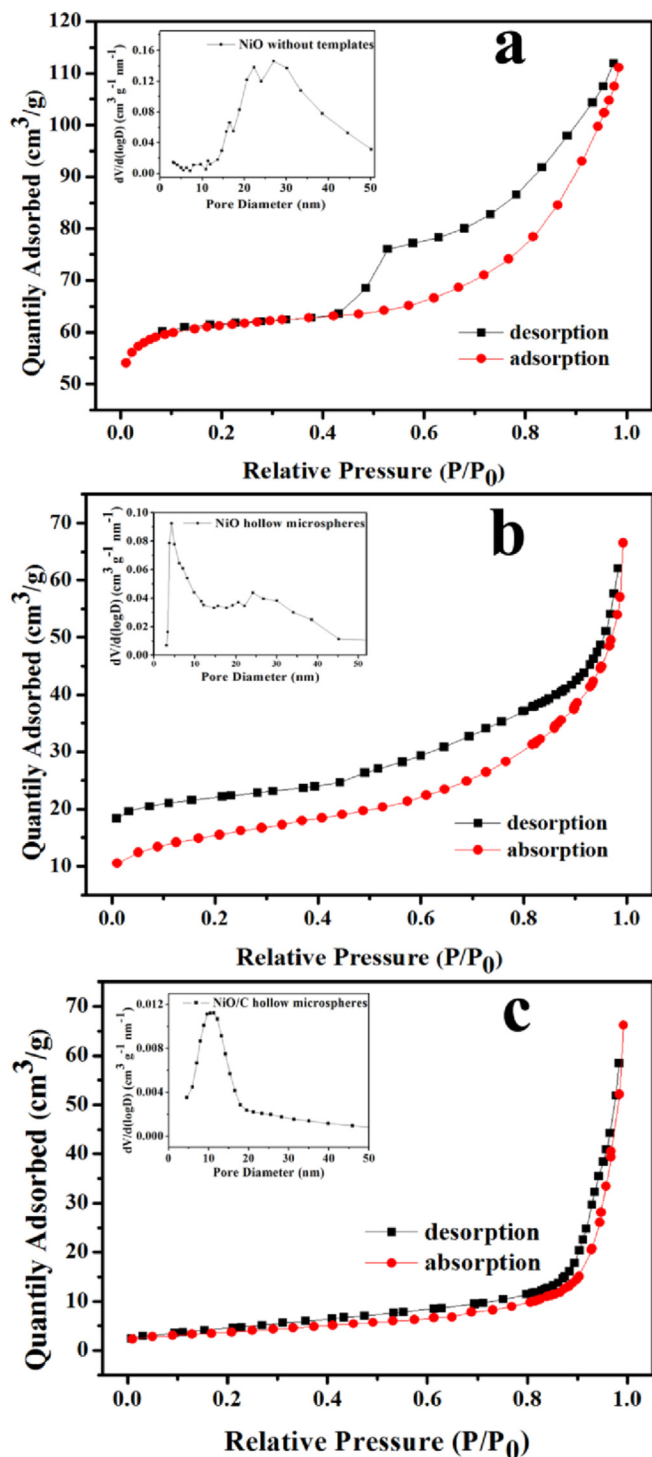 a
NiO without templates
dV/d(logD) (cm3 g-1 nm-1)
0.16
0.12
0.08
0.04
0.00
0 10 20 30 40 50
Pore Diameter (nm)
Quantily Adsorbed (cm3/g)
120
110
100
90
80
70
60
50
desorption
adsorption
0.0 0.2 0.4 0.6 0.8 1.0
Relative Pressure (P/P0)
b
NiO hollow microspheres
dV/d(logD) (cm3 g-1 nm-1)
0.10
0.08
0.06
0.04
0.02
0.00
0 10 20 30 40 50
Pore Diameter (nm)
Quantily Adsorbed (cm3/g)
70
60
50
40
30
20
10
desorption
absorption
0.0 0.2 0.4 0.6 0.8 1.0
Relative Pressure (P/P0)
c
NiO/C hollow microspheres
dV/d(logD) (cm3 g-1 nm-1)
0.012
0.008
0.004
0.000
0 10 20 30 40 50
Pore Diameter (nm)
Quantily Adsorbed (cm3/g)
70
60
50
40
30
20
10
0
desorption
absorption
0.0 0.2 0.4 0.6 0.8 1.0
Relative Pressure (P/P0)